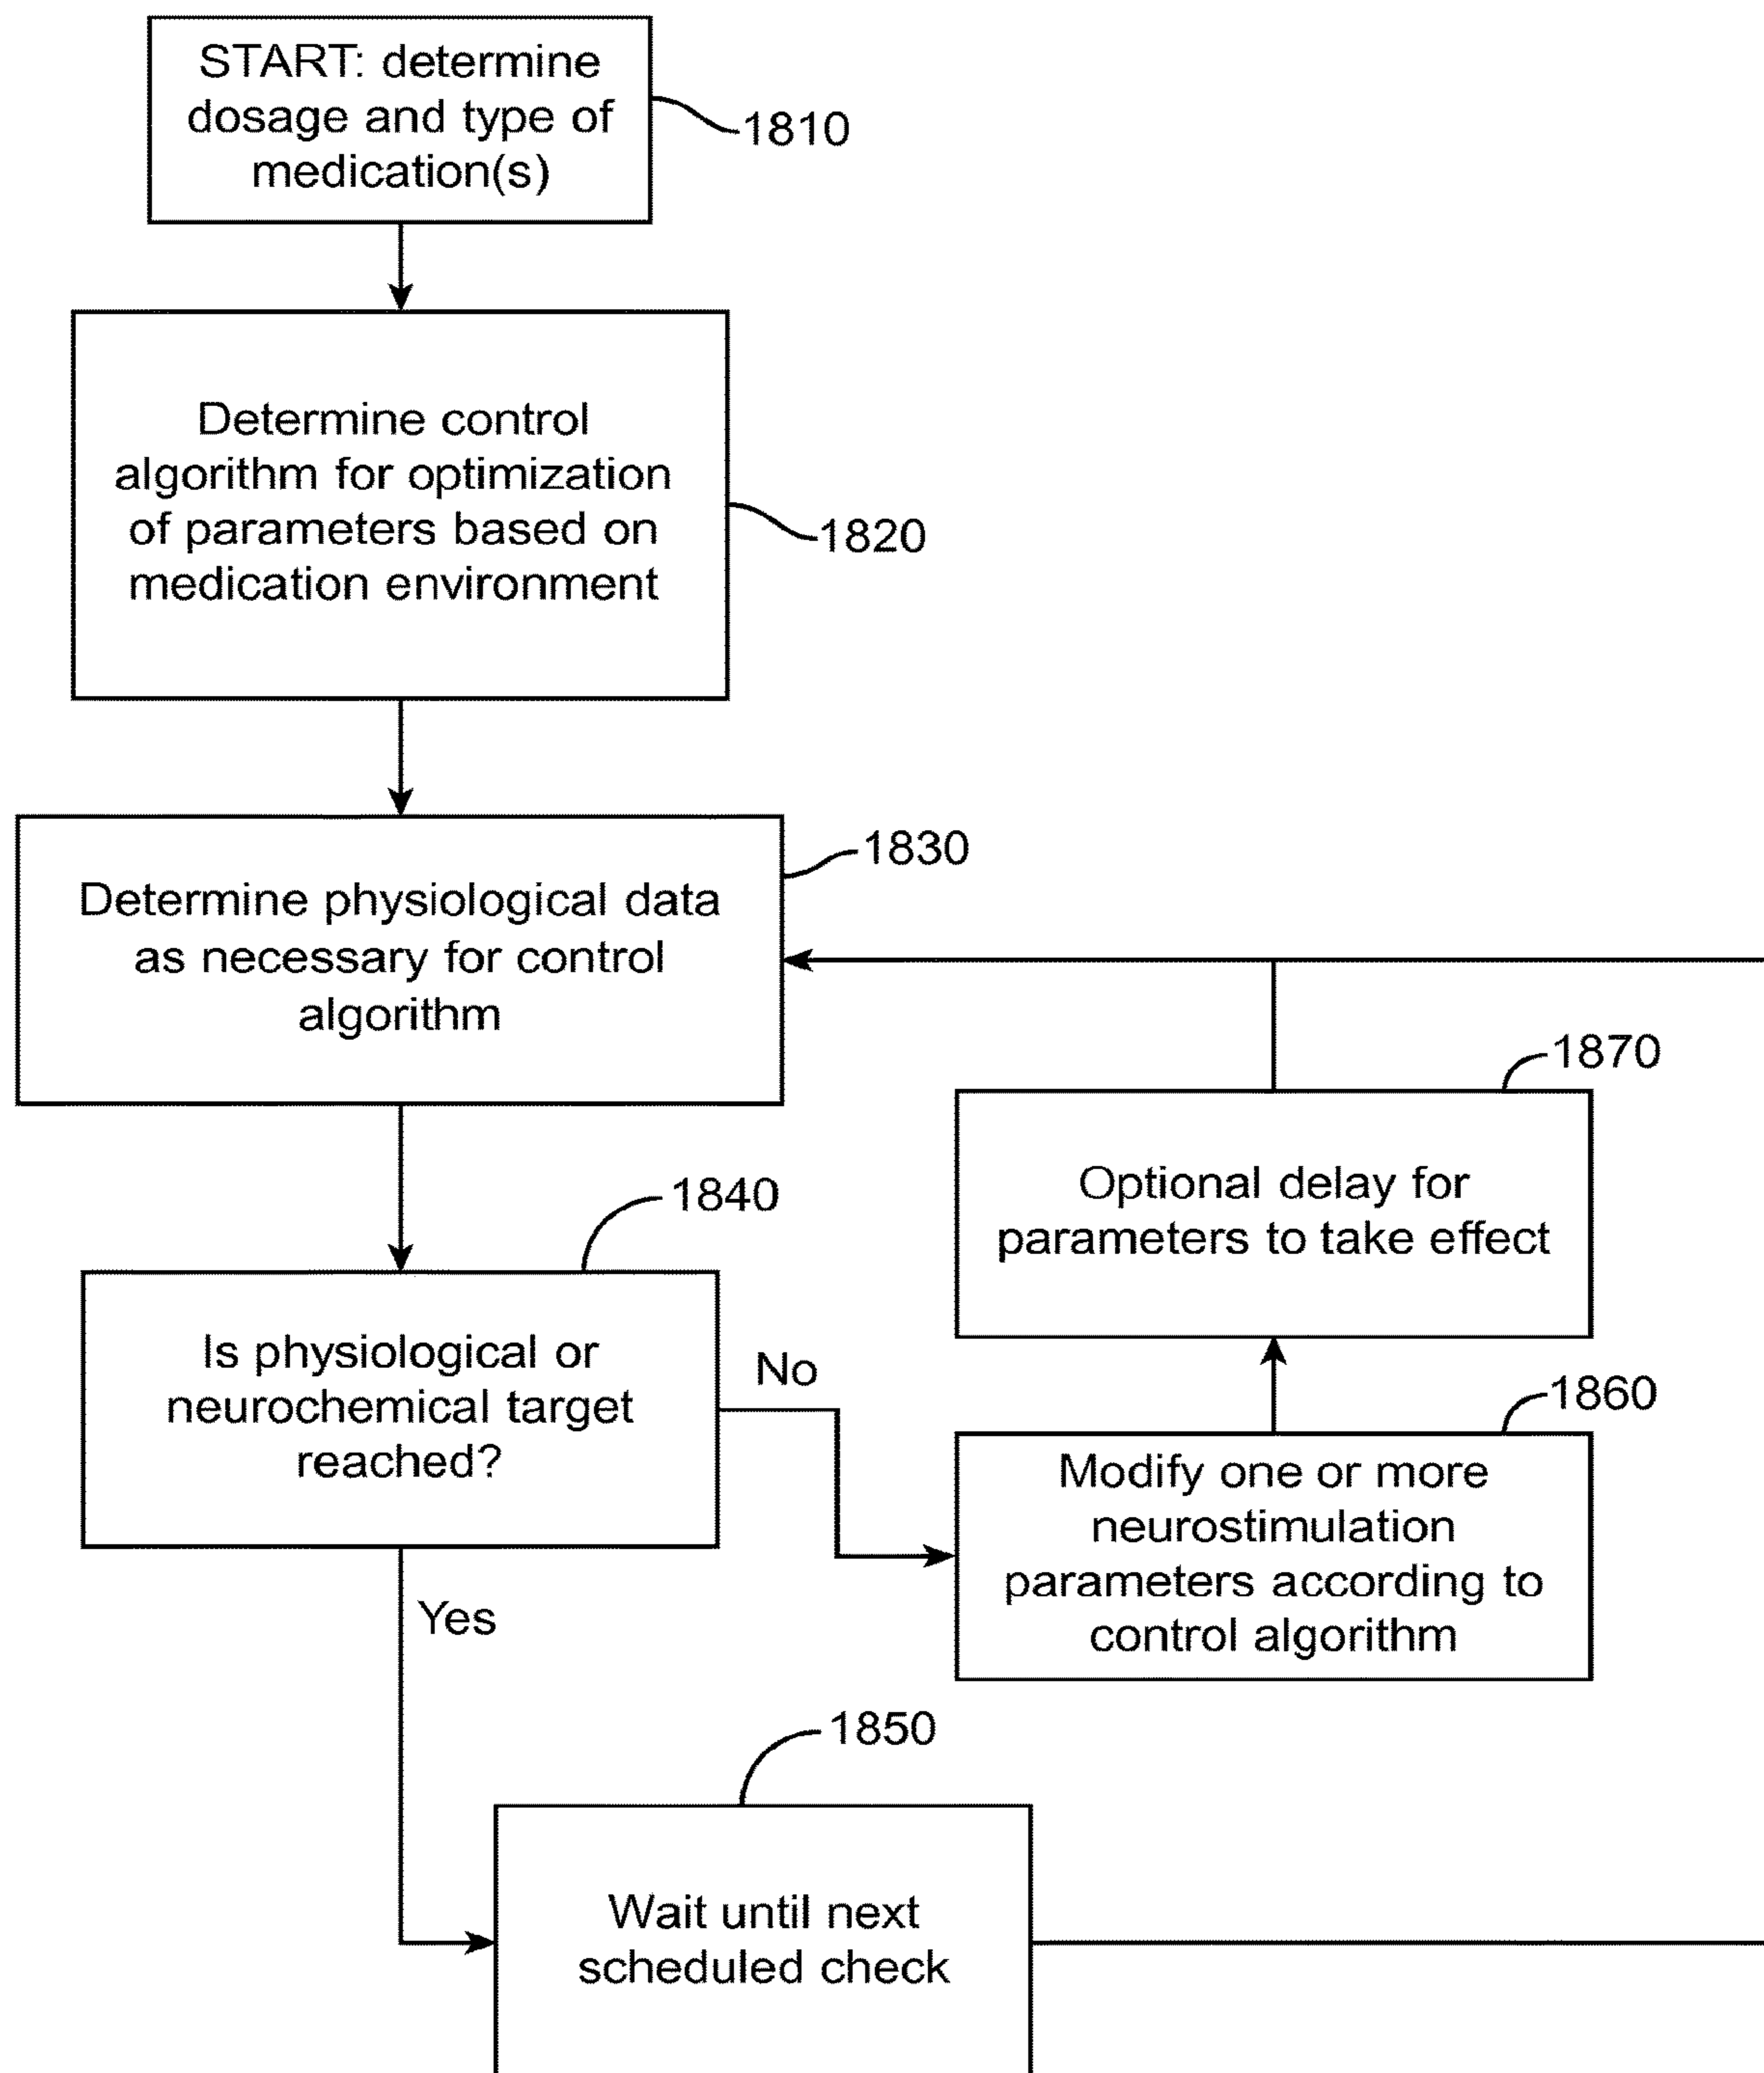 START: determine
dosage and type of
medication(s)
1810
Determine control
algorithm for optimization
of parameters based on
medication environment
1820
1830
Determine physiological data
as necessary for control
algorithm
1870
Optional delay for
parameters to take effect
1840
Is physiological or
neurochemical target
reached?
No
1860
Modify one or more
neurostimulation
parameters according to
control algorithm
Yes
1850
Wait until next
scheduled check